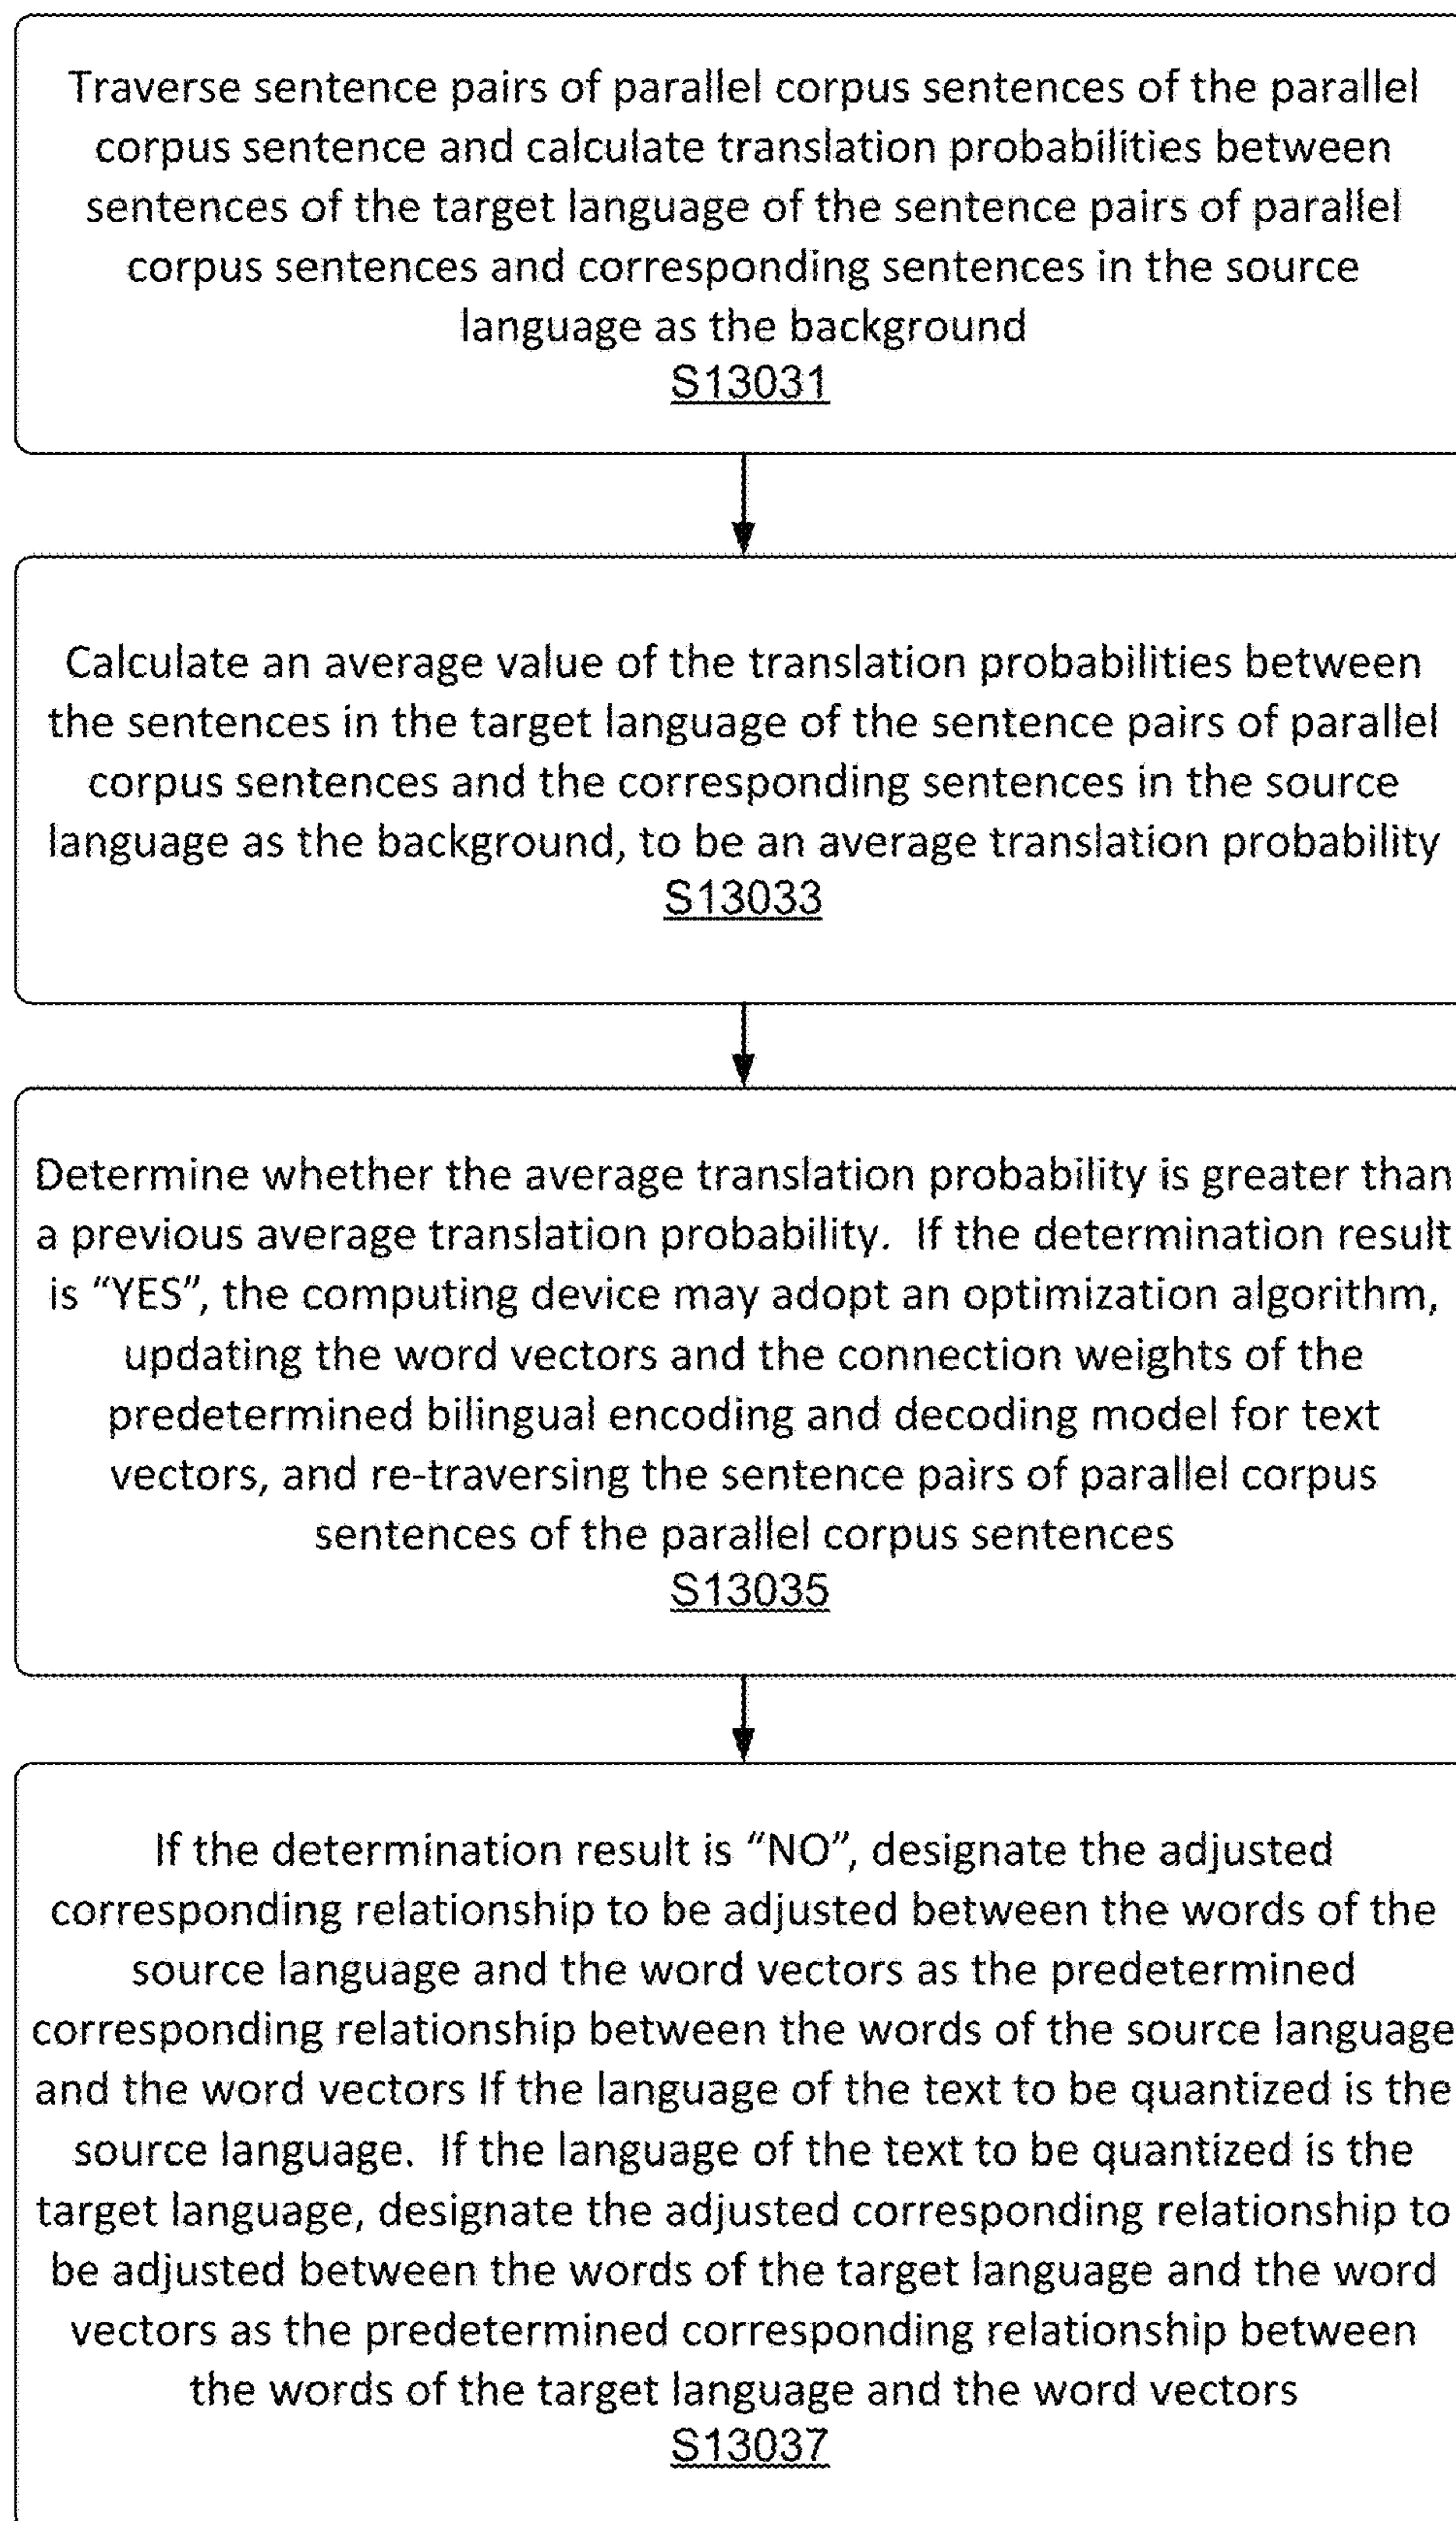 Traverse sentence pairs of parallel corpus sentences of the parallel
corpus sentence and calculate translation probabilities between
sentences of the target language of the sentence pairs of parallel
corpus sentences and corresponding sentences in the source
language as the background
S13031
Calculate an average value of the translation probabilities between
the sentences in the target language of the sentence pairs of parallel
corpus sentences and the corresponding sentences in the source
language as the background, to be an average translation probability
S13033
Determine whether the average translation probability is greater than
a previous average translation probability.  If the determination result
is “YES”, the computing device may adopt an optimization algorithm,
updating the word vectors and the connection weights of the
predetermined bilingual encoding and decoding model for text
vectors, and re-traversing the sentence pairs of parallel corpus
sentences of the parallel corpus sentences
S13035
If the determination result is “NO”, designate the adjusted
corresponding relationship to be adjusted between the words of the
source language and the word vectors as the predetermined
corresponding relationship between the words of the source language
and the word vectors If the language of the text to be quantized is the
source language.  If the language of the text to be quantized is the
target language, designate the adjusted corresponding relationship to
be adjusted between the words of the target language and the word
vectors as the predetermined corresponding relationship between
the words of the target language and the word vectors
S13037